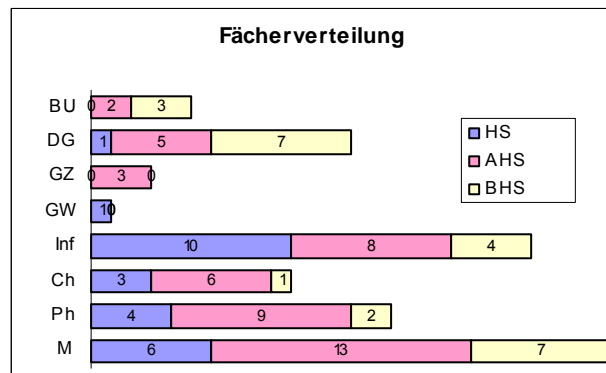 Fächerverteilung
BU 0 2 3
DG 1 5 7
GZ 0 3 0
GW 1 0
Inf 10 8 4
Ch 3 6 1
Ph 4 9 2
M 6 13 7
HS
AHS
BHS